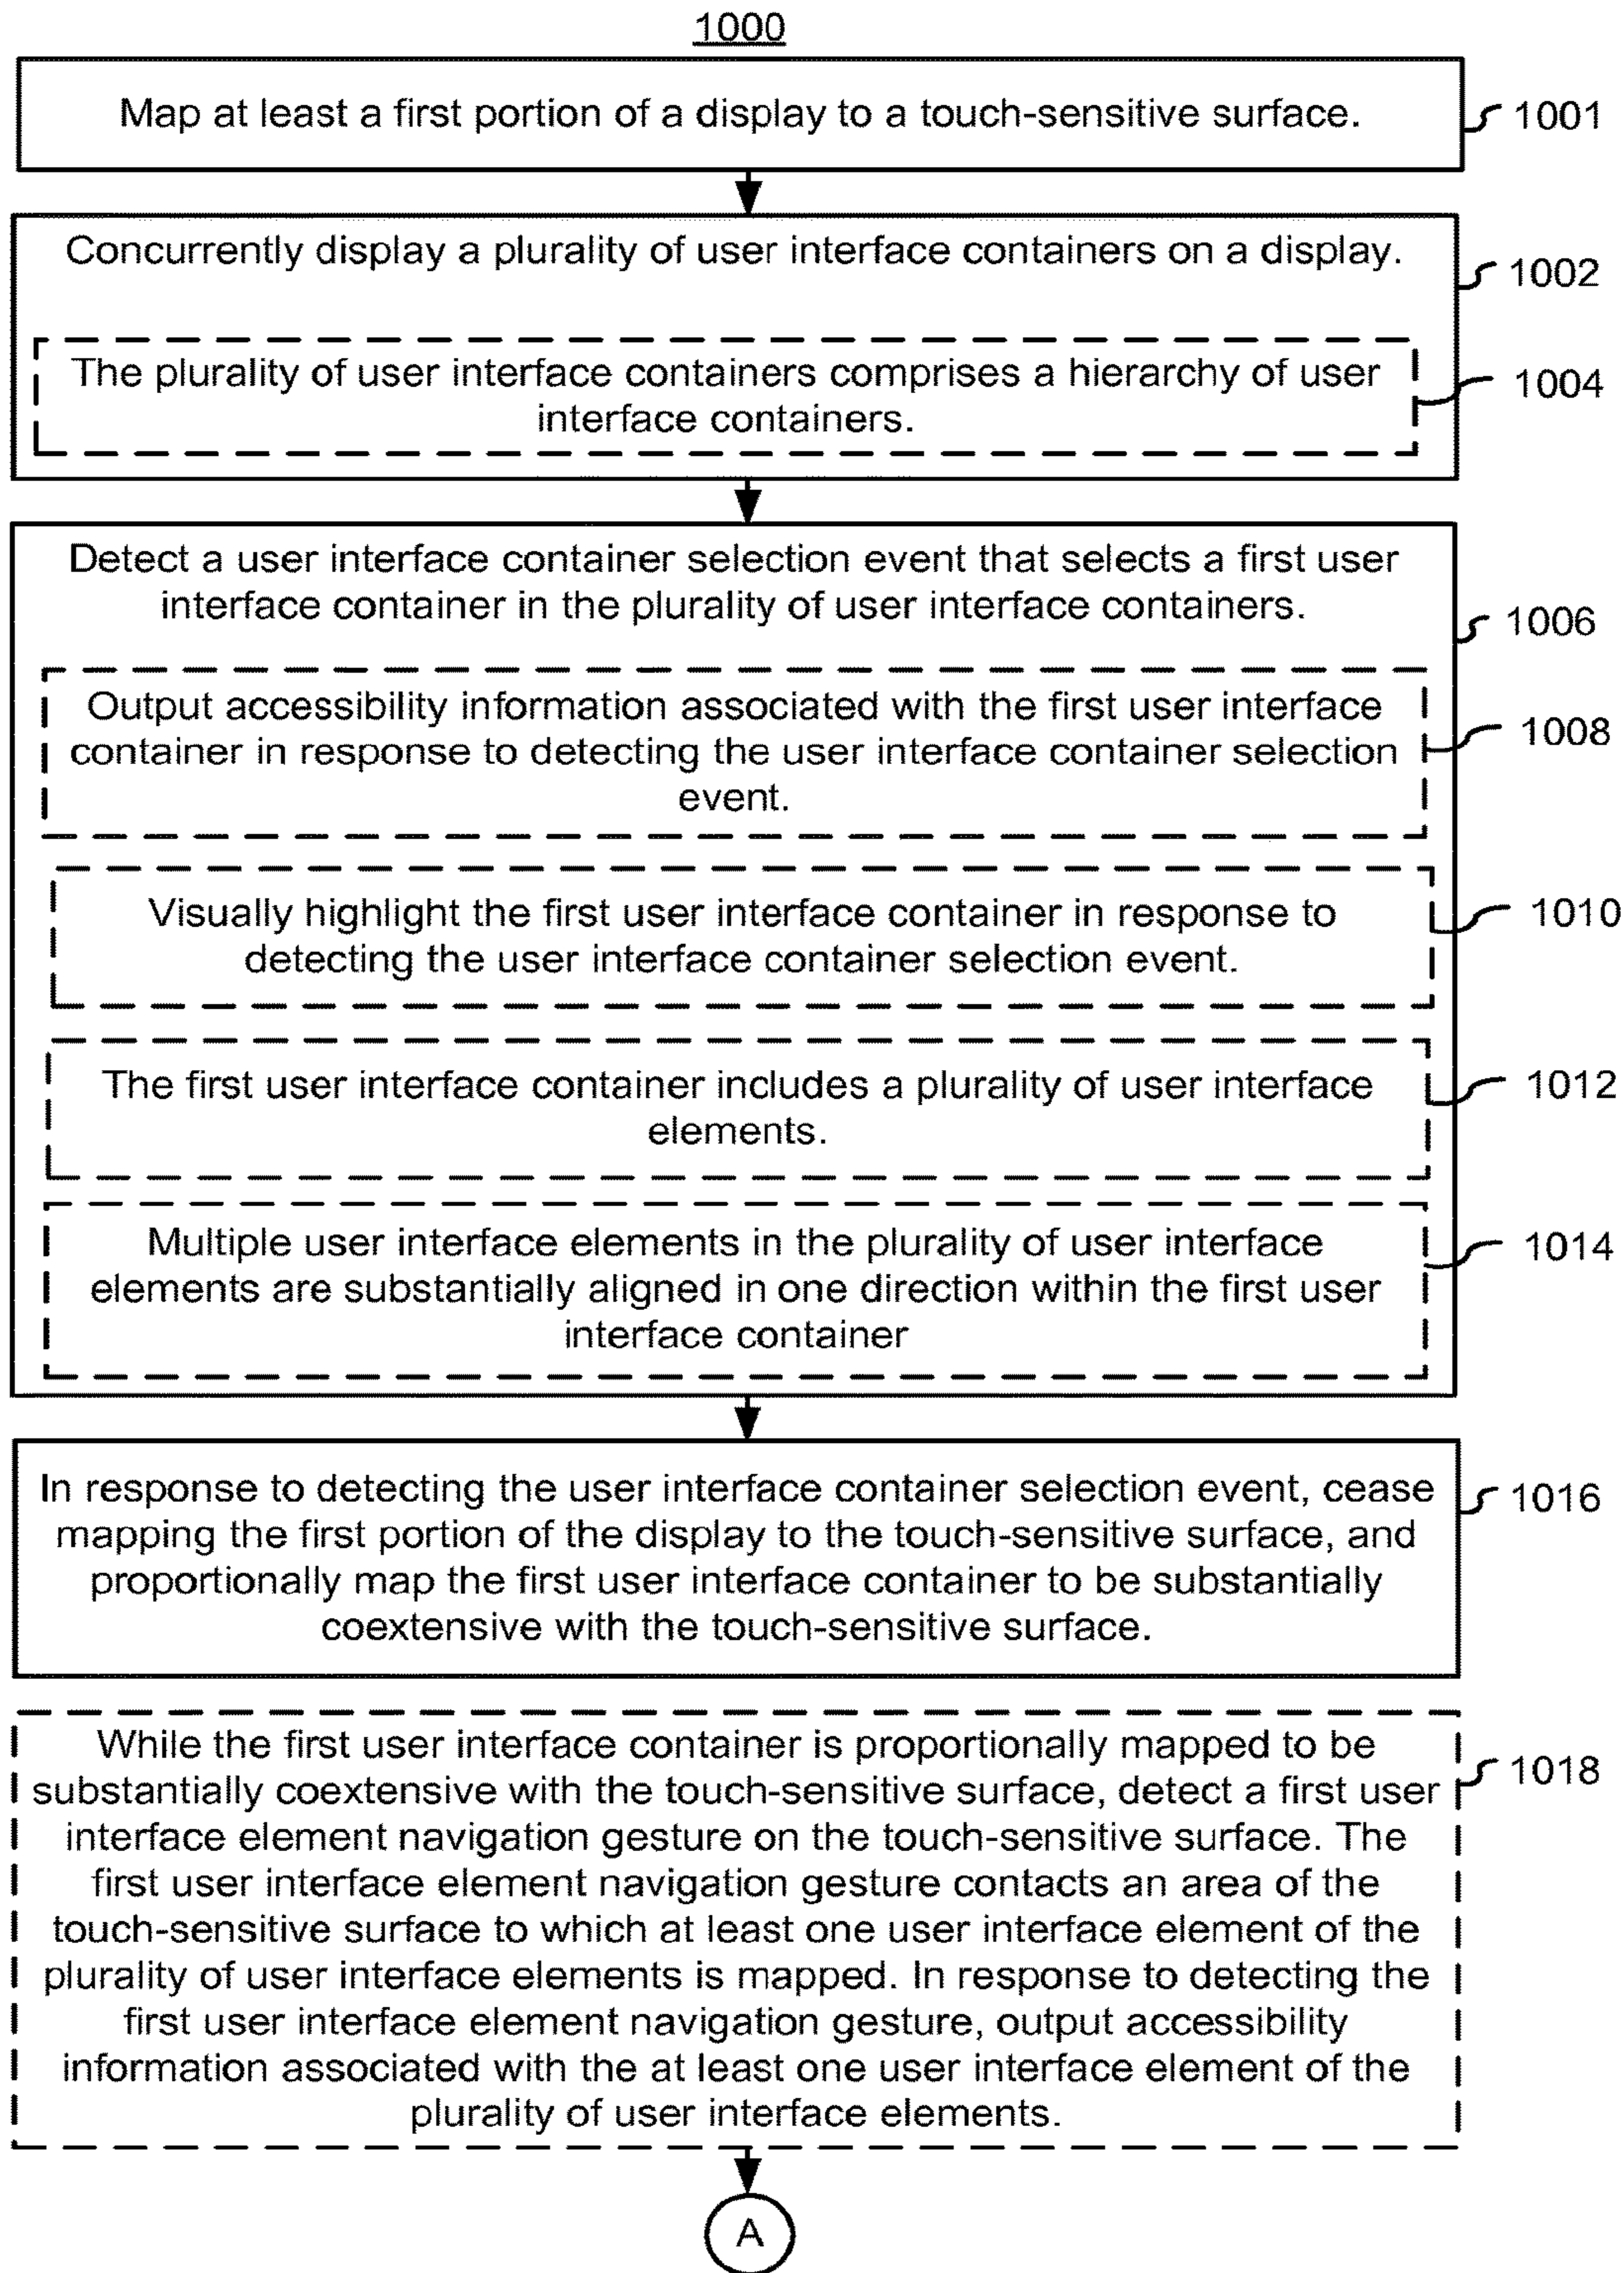 1000
Map at least a first portion of a display to a touch-sensitive surface.
1001
Concurrently display a plurality of user interface containers on a display.
1002
The plurality of user interface containers comprises a hierarchy of user
interface containers.
1004
Detect a user interface container selection event that selects a first user
interface container in the plurality of user interface containers.
1006
Output accessibility information associated with the first user interface
container in response to detecting the user interface container selection
event.
1008
Visually highlight the first user interface container in response to
detecting the user interface container selection event.
1010
The first user interface container includes a plurality of user interface
elements.
1012
Multiple user interface elements in the plurality of user interface
elements are substantially aligned in one direction within the first user
interface container
1014
In response to detecting the user interface container selection event, cease
mapping the first portion of the display to the touch-sensitive surface, and
proportionally map the first user interface container to be substantially
coextensive with the touch-sensitive surface.
1016
While the first user interface container is proportionally mapped to be
substantially coextensive with the touch-sensitive surface, detect a first user
interface element navigation gesture on the touch-sensitive surface. The
first user interface element navigation gesture contacts an area of the
touch-sensitive surface to which at least one user interface element of the
plurality of user interface elements is mapped. In response to detecting the
first user interface element navigation gesture, output accessibility
information associated with the at least one user interface element of the
plurality of user interface elements.
1018
A